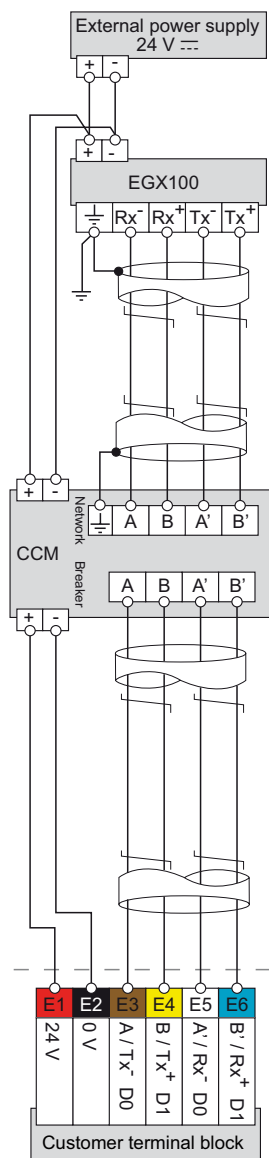 External power supply
24 V ⎓
+ -
+ -
EGX100
⏚ Rx- Rx+ Tx- Tx+
+ -
Network
⏚ A B A' B'
CCM
Breaker
A B A' B'
+ -
E1 E2 E3 E4 E5 E6
24 V
0 V
A / Tx- D0
B / Tx+ D1
A' / Rx- D0
B' / Rx+ D1
Customer terminal block